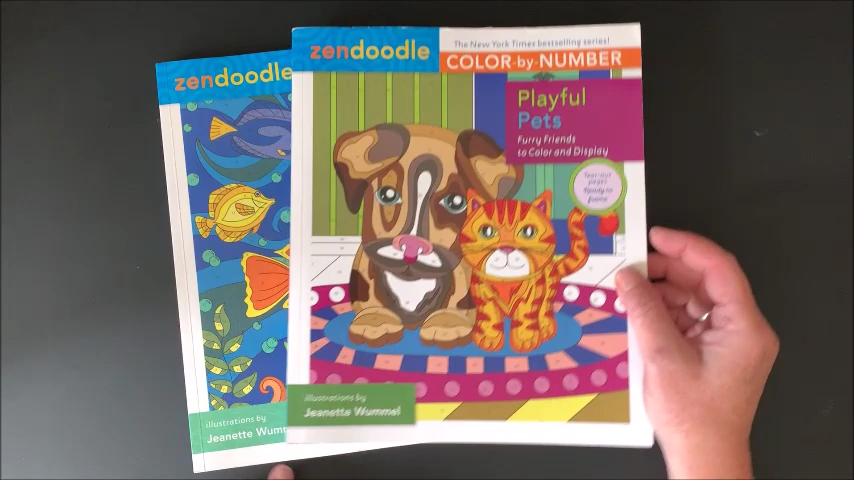 zendoodle
The New York Times bestselling series!
COLOR-by-NUMBER
Playful
Pets
Furry Friends
to Color and Display
Tear-out
pages
Ready to
frame
illustrations by
Jeanette Wummel
zendoodle
illustrations by
Jeanette Wumm